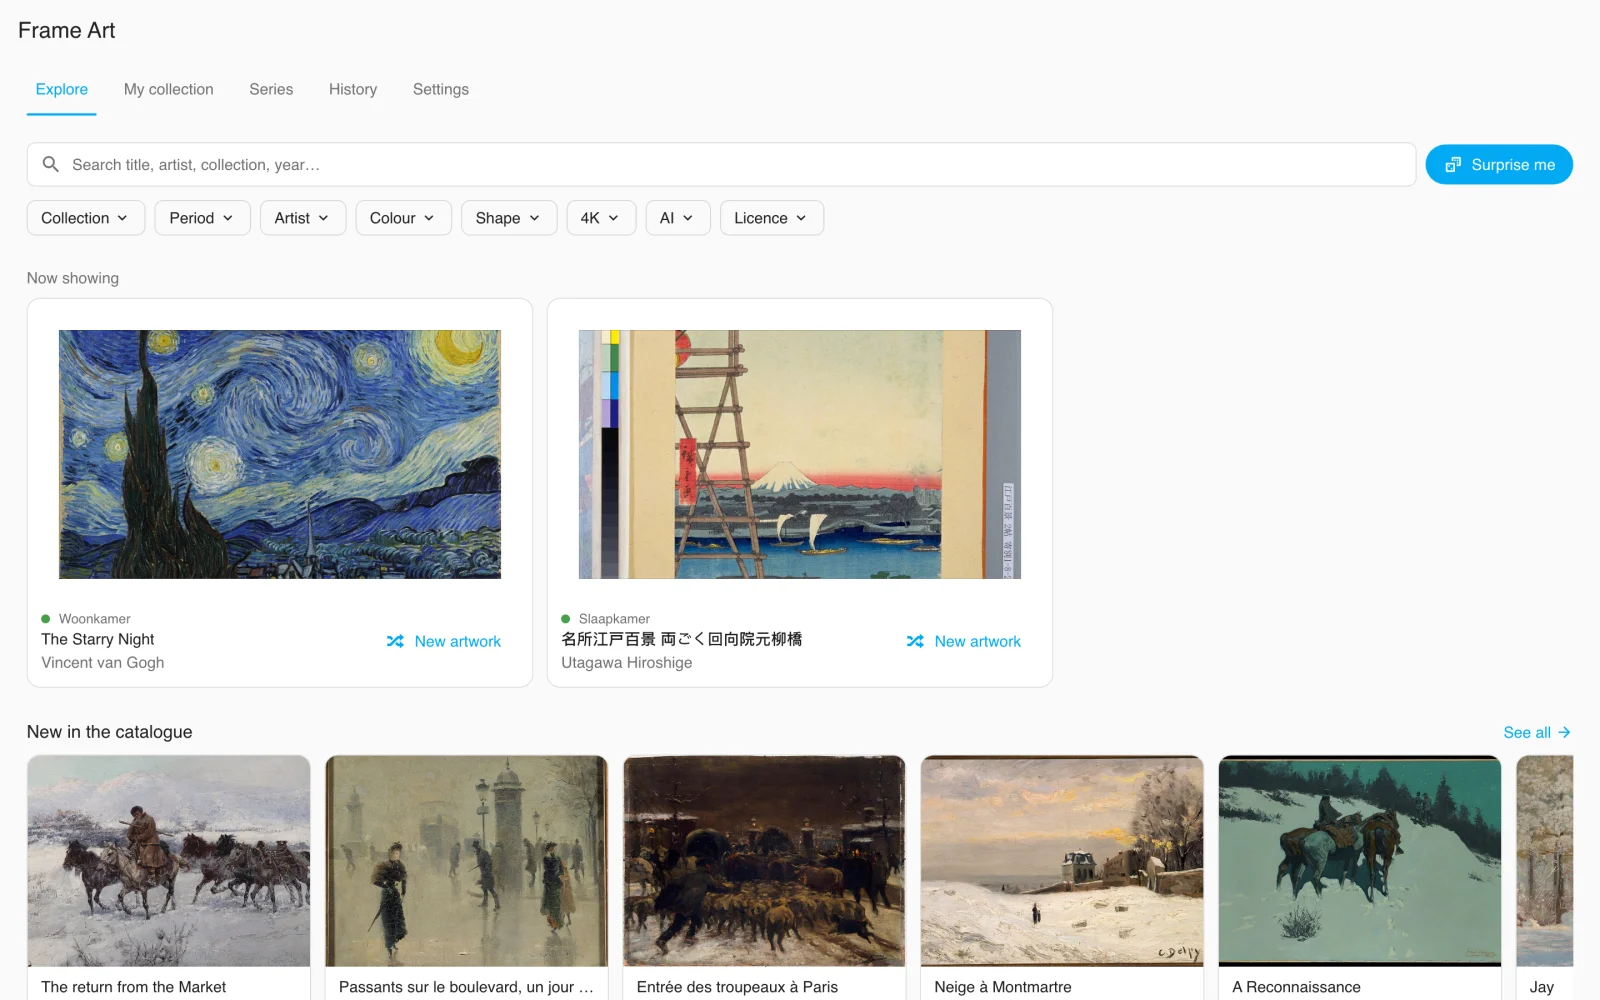 Frame Art
Explore
My collection
Series
History
Settings
Search title, artist, collection, year…
Surprise me
Collection
Period
Artist
Colour
Shape
4K
AI
Licence
Now showing
Woonkamer
The Starry Night
Vincent van Gogh
New artwork
Slaapkamer
名所江戸百景 両ごく回向院元柳橋
Utagawa Hiroshige
New artwork
New in the catalogue
See all
The return from the Market
Passants sur le boulevard, un jour …
Entrée des troupeaux à Paris
Neige à Montmartre
A Reconnaissance
Jay